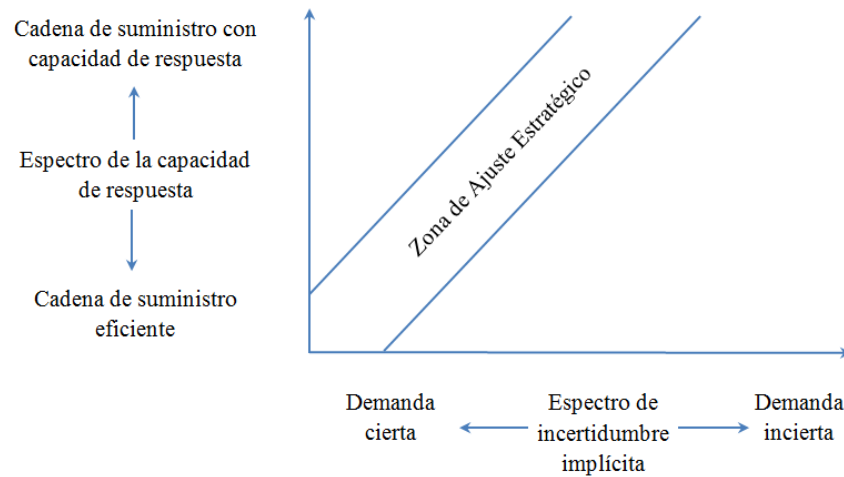 Cadena de suministro con
capacidad de respuesta
Espectro de la capacidad
de respuesta
Cadena de suministro
eficiente
Zona de Ajuste Estratégico
Demanda
cierta
Espectro de
incertidumbre
implícita
Demanda
incierta